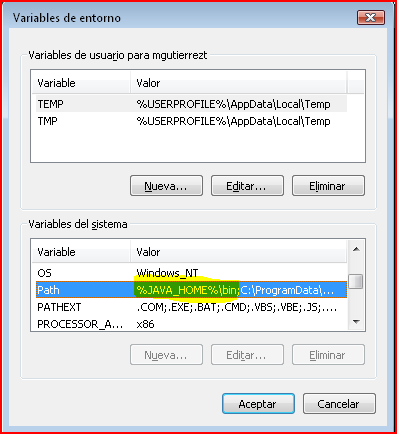 Variables de entorno
Variables de usuario para mgutierrezt
Variable Valor
TEMP %USERPROFILE%\AppData\Local\Temp
TMP %USERPROFILE%\AppData\Local\Temp
Nueva... Editar... Eliminar
Variables del sistema
Variable Valor
OS Windows_NT
Path %JAVA_HOME%\bin;C:\ProgramData\...
PATHEXT .COM;.EXE;.BAT;.CMD;.VBS;.VBE;.JS;....
PROCESSOR_A... x86
Nueva... Editar... Eliminar
Aceptar Cancelar